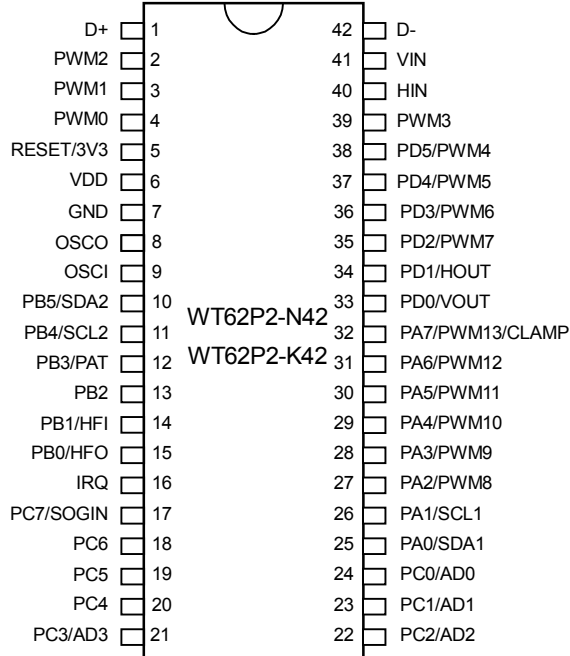 D+ 1 42 D-
PWM2 2 41 VIN
PWM1 3 40 HIN
PWM0 4 39 PWM3
RESET/3V3 5 38 PD5/PWM4
VDD 6 37 PD4/PWM5
GND 7 36 PD3/PWM6
OSCO 8 35 PD2/PWM7
OSCI 9 34 PD1/HOUT
PB5/SDA2 10 33 PD0/VOUT
WT62P2-N42
PB4/SCL2 11 32 PA7/PWM13/CLAMP
WT62P2-K42
PB3/PAT 12 31 PA6/PWM12
PB2 13 30 PA5/PWM11
PB1/HFI 14 29 PA4/PWM10
PB0/HFO 15 28 PA3/PWM9
IRQ 16 27 PA2/PWM8
PC7/SOGIN 17 26 PA1/SCL1
PC6 18 25 PA0/SDA1
PC5 19 24 PC0/AD0
PC4 20 23 PC1/AD1
PC3/AD3 21 22 PC2/AD2